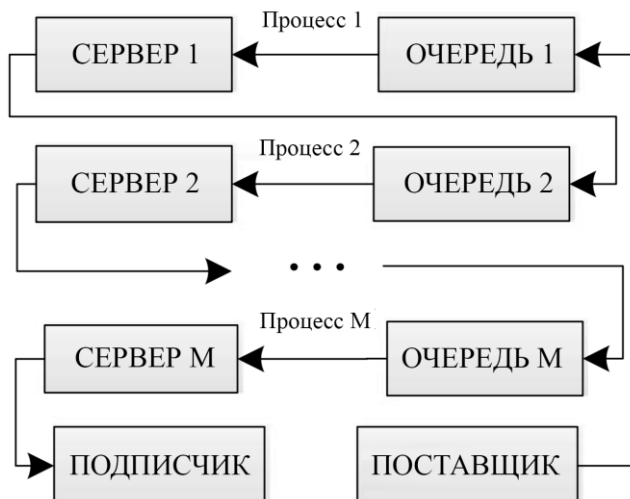 Процесс 1
СЕРВЕР 1
ОЧЕРЕДЬ 1
Процесс 2
СЕРВЕР 2
ОЧЕРЕДЬ 2
• • •
Процесс М
СЕРВЕР М
ОЧЕРЕДЬ М
ПОДПИСЧИК
ПОСТАВЩИК